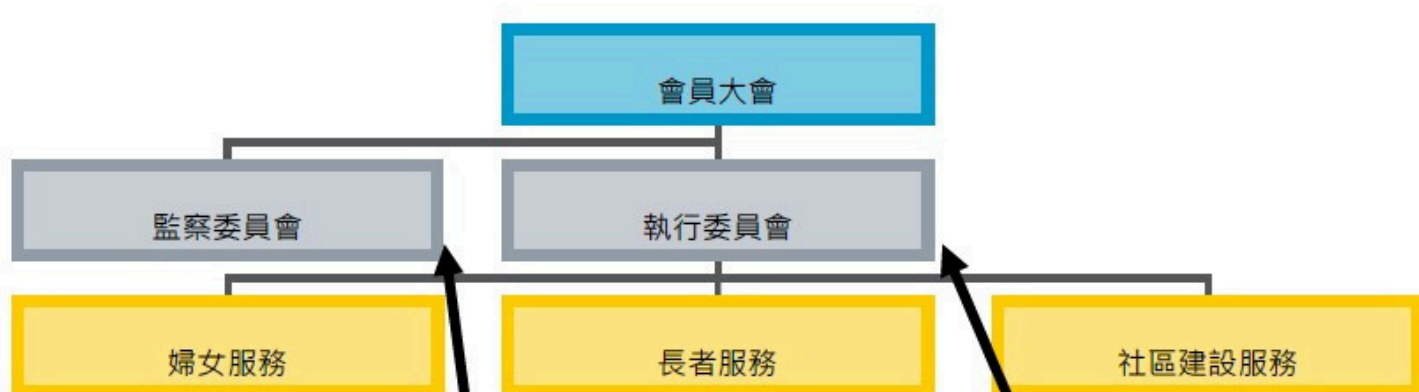 會員大會
監察委員會
執行委員會
婦女服務
長者服務
社區建設服務